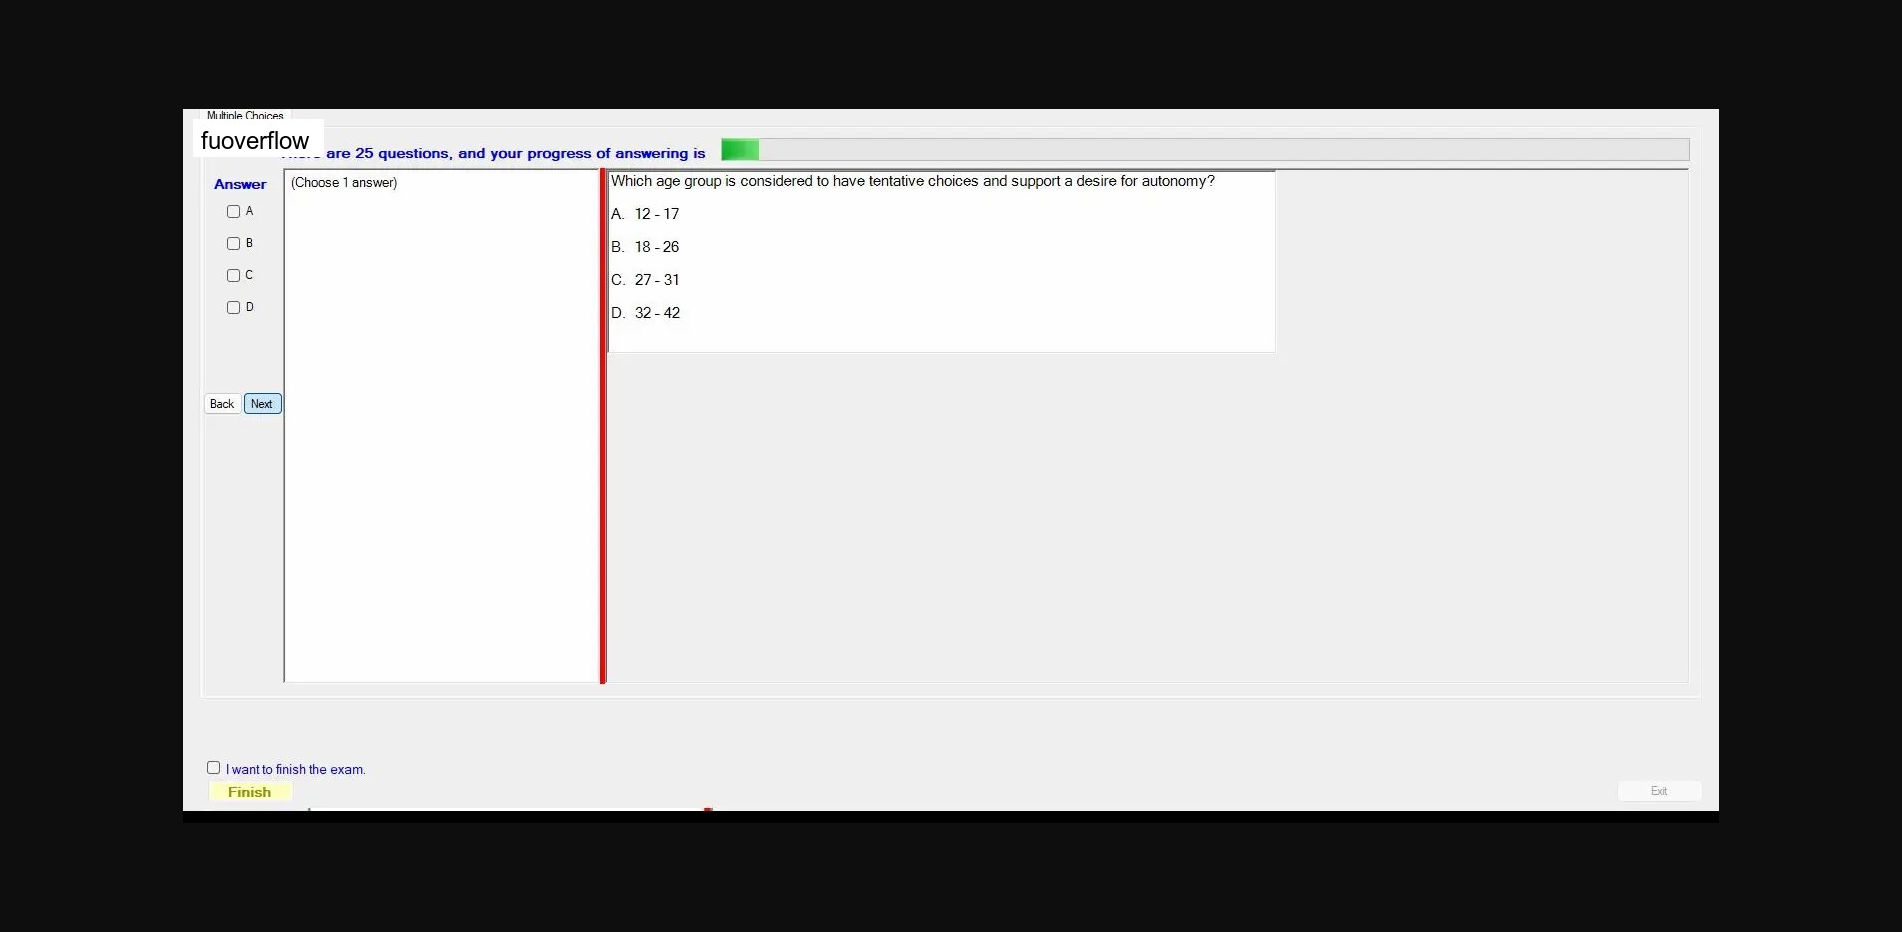 Multiple Choices
fuoverflow
are 25 questions, and your progress of answering is
Answer
(Choose 1 answer)
A
B
C
D
Back Next
Which age group is considered to have tentative choices and support a desire for autonomy?
A. 12 - 17
B. 18 - 26
C. 27 - 31
D. 32 - 42
I want to finish the exam.
Finish
Exit